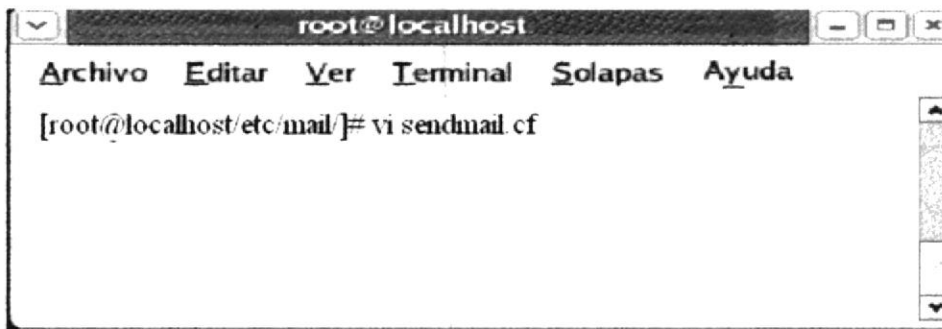 root@localhost
Archivo Editar Ver Terminal Solapas Ayuda
[root@localhost/etc/mail/]# vi sendmail.cf